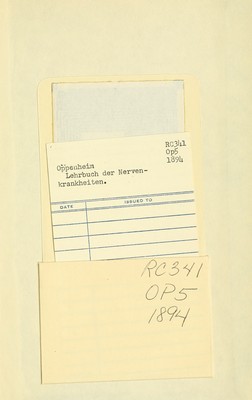 RC341
Op5
1894
Oppenheim
Lehrbuch der Nerven-
krankheiten.
DATE ISSUED TO
RC341
OP5
1894